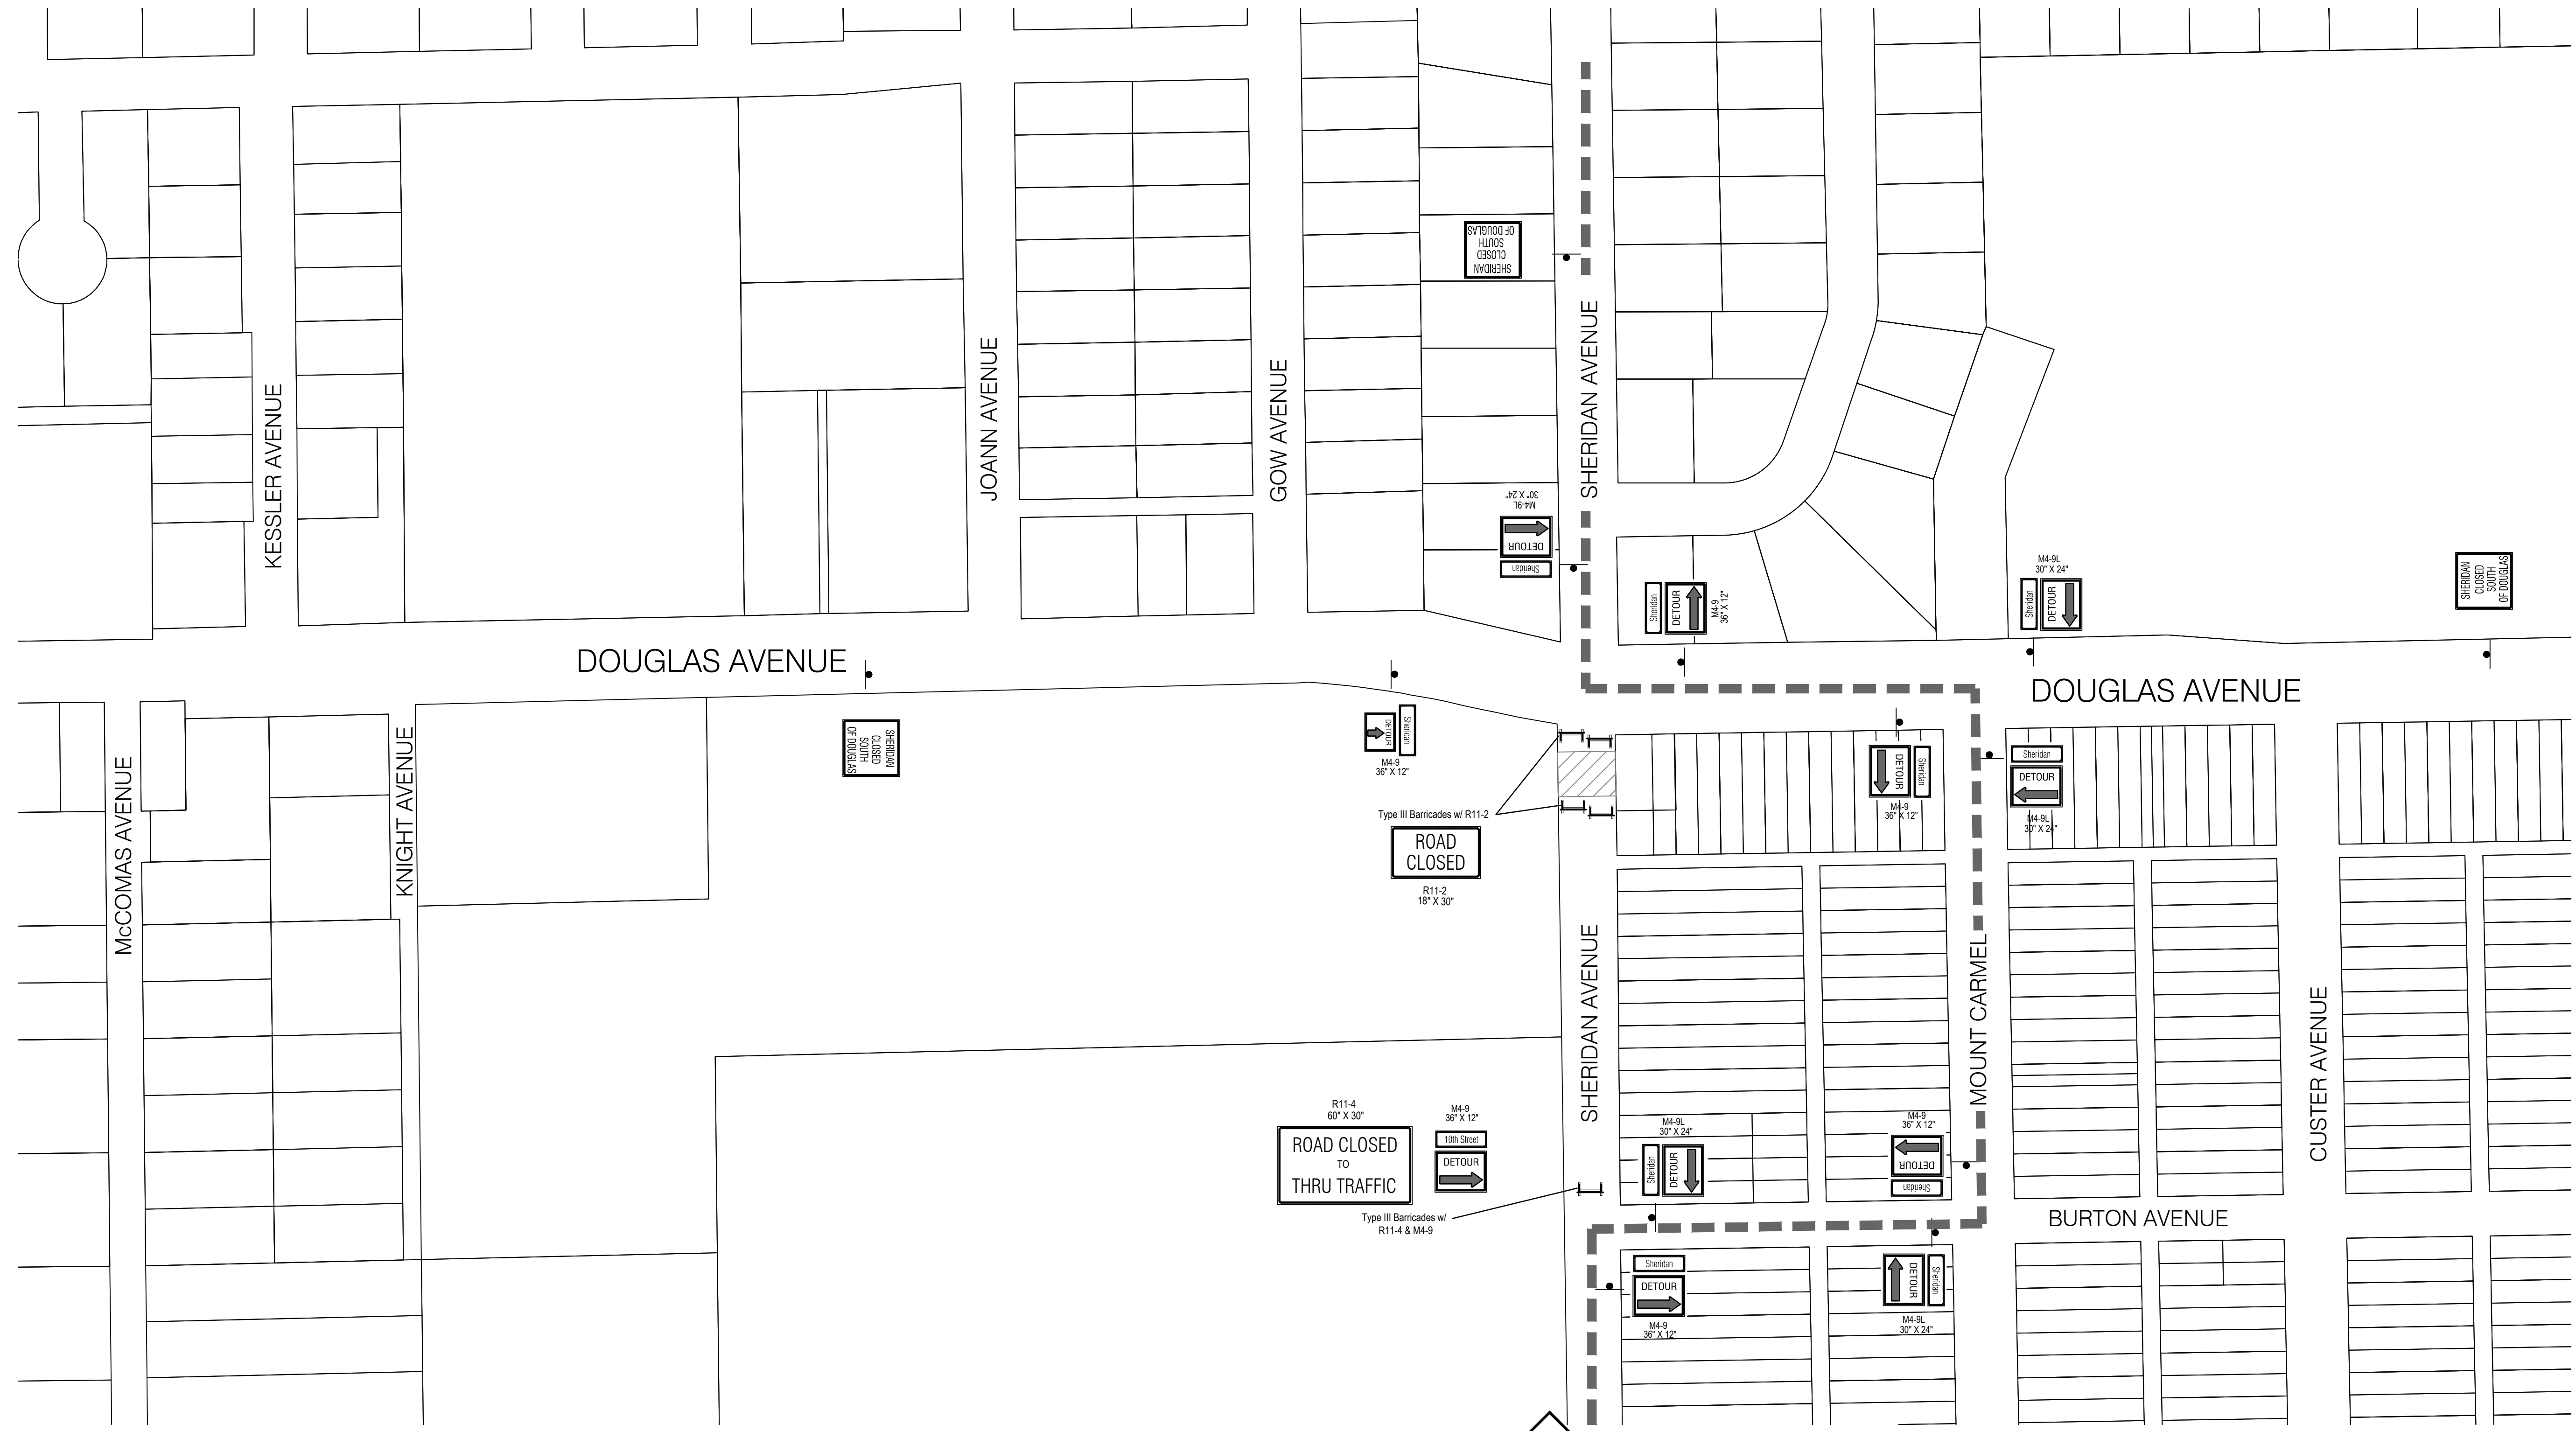 SHERIDAN
CLOSED
SOUTH
OF DOUGLAS
SHERIDAN AVENUE
JOANN AVENUE
GOW AVENUE
KESSLER AVENUE
M4-9L
30" X 24"
DETOUR
Sheridan
Sheridan
DETOUR
M4-9
36" X 12"
M4-9L
30" X 24"
Sheridan
DETOUR
SHERIDAN
CLOSED
SOUTH
OF DOUGLAS
DOUGLAS AVENUE
DOUGLAS AVENUE
SHERIDAN
CLOSED
SOUTH
OF DOUGLAS
Sheridan
DETOUR
M4-9
36" X 12"
Sheridan
DETOUR
M4-9
36" X 12"
Sheridan
DETOUR
M4-9L
30" X 24"
McCOMAS AVENUE
KNIGHT AVENUE
Type III Barricades w/ R11-2
ROAD
CLOSED
R11-2
18" X 30"
SHERIDAN AVENUE
MOUNT CARMEL
CUSTER AVENUE
R11-4
60" X 30"
ROAD CLOSED
TO
THRU TRAFFIC
M4-9
36" X 12"
10th Street
DETOUR
Type III Barricades w/
R11-4 & M4-9
M4-9L
30" X 24"
Sheridan
DETOUR
M4-9
36" X 12"
DETOUR
Sheridan
BURTON AVENUE
Sheridan
DETOUR
M4-9
36" X 12"
Sheridan
DETOUR
M4-9L
30" X 24"